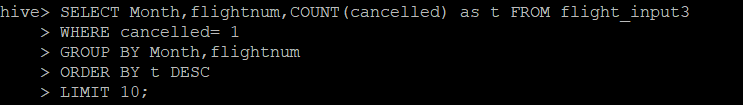 hive> SELECT Month,flightnum,COUNT(cancelled) as t FROM flight_input3
> WHERE cancelled= 1
> GROUP BY Month,flightnum
> ORDER BY t DESC
> LIMIT 10;